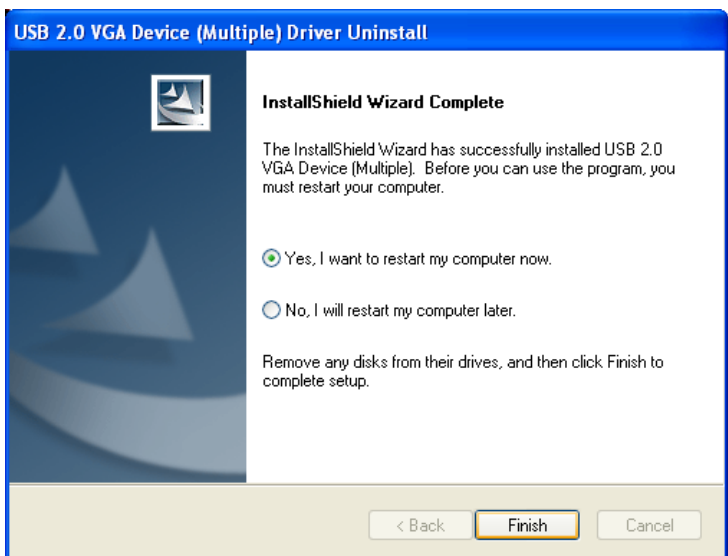 USB 2.0 VGA Device (Multiple) Driver Uninstall
InstallShield Wizard Complete
The InstallShield Wizard has successfully installed USB 2.0
VGA Device (Multiple). Before you can use the program, you
must restart your computer.
Yes, I want to restart my computer now.
No, I will restart my computer later.
Remove any disks from their drives, and then click Finish to
complete setup.
< Back Finish Cancel